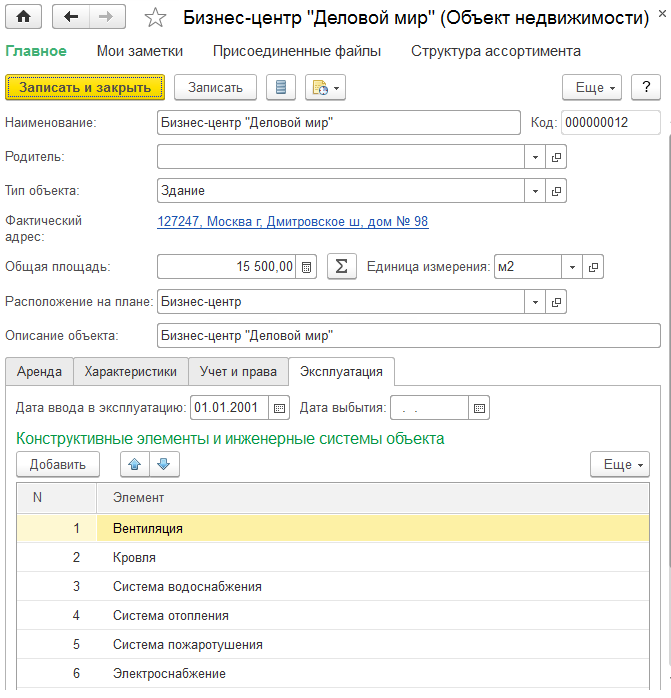 Бизнес-центр "Деловой мир" (Объект недвижимости) ×
Главное Мои заметки Присоединенные файлы Структура ассортимента
Записать и закрыть Записать Еще ?
Наименование: Бизнес-центр "Деловой мир" Код: 000000012
Родитель:
Тип объекта: Здание
Фактический
адрес: 127247, Москва г, Дмитровское ш, дом № 98
Общая площадь: 15 500,00 Σ Единица измерения: м2
Расположение на плане: Бизнес-центр
Описание объекта: Бизнес-центр "Деловой мир"
Аренда Характеристики Учет и права Эксплуатация
Дата ввода в эксплуатацию: 01.01.2001 Дата выбытия: . .
Конструктивные элементы и инженерные системы объекта
Добавить Еще
N Элемент
1 Вентиляция
2 Кровля
3 Система водоснабжения
4 Система отопления
5 Система пожаротушения
6 Электроснабжение